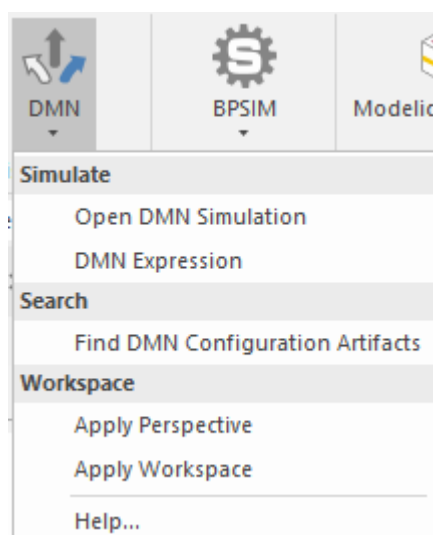 DMN
BPSIM
Simulate
Open DMN Simulation
DMN Expression
Search
Find DMN Configuration Artifacts
Workspace
Apply Perspective
Apply Workspace
Help...